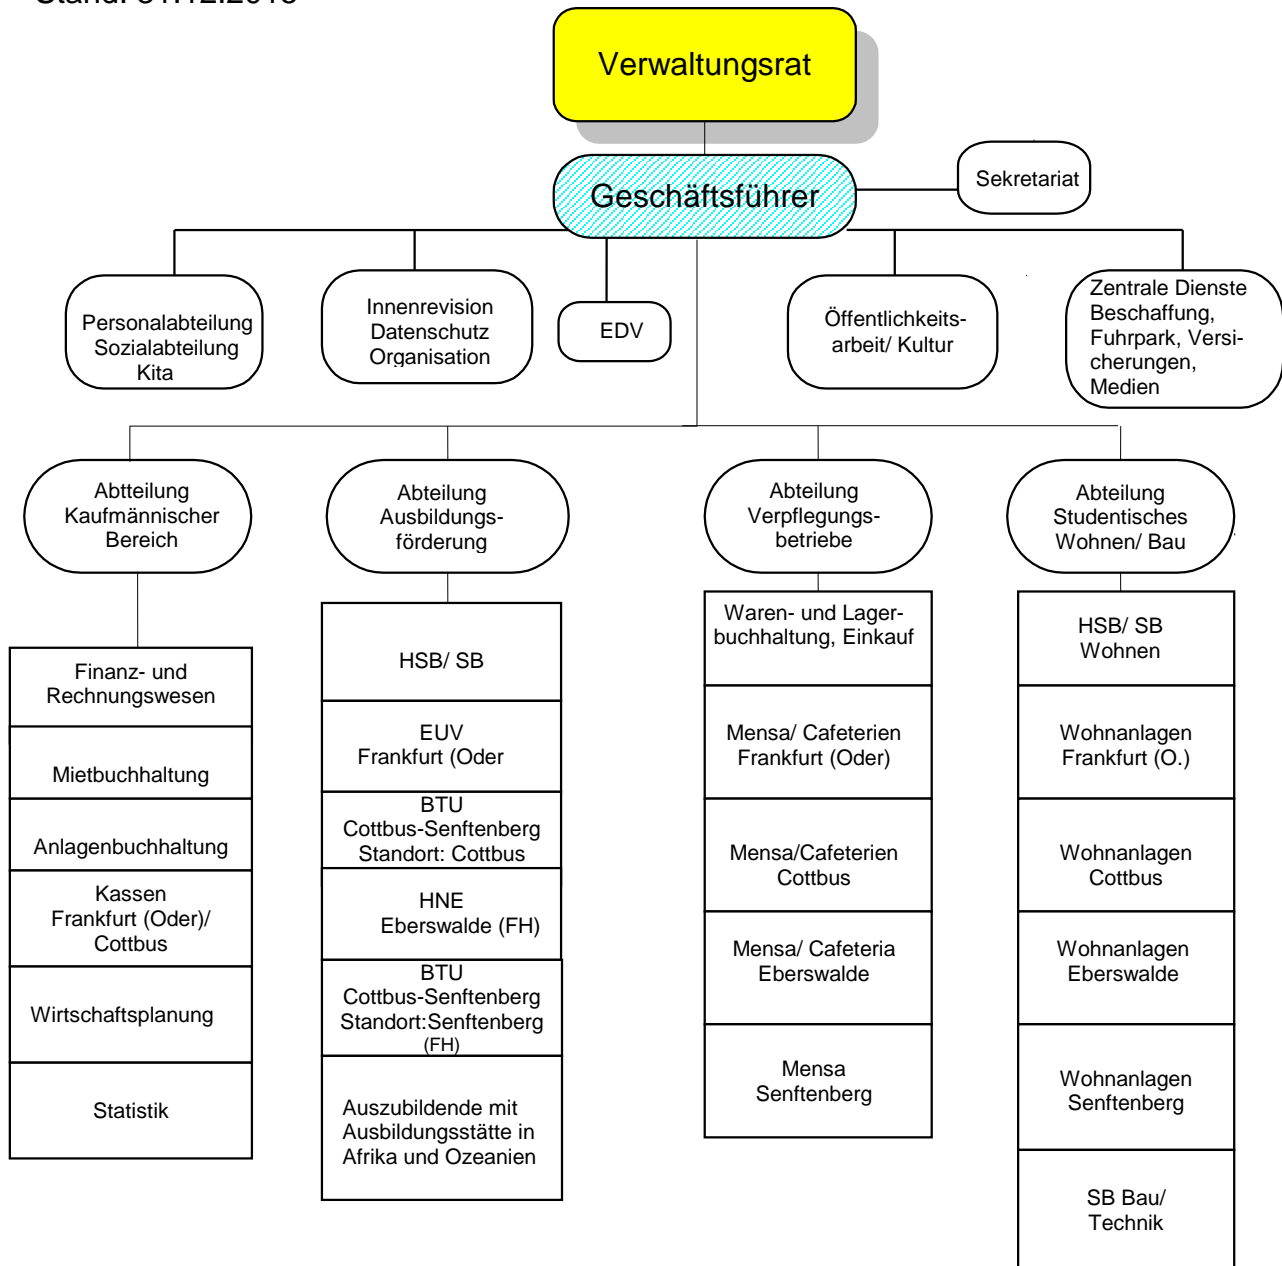 Verwaltungsrat
Geschäftsführer
Sekretariat
Personalabteilung
Sozialabteilung
Kita
Innenrevision
Datenschutz
Organisation
EDV
Öffentlichkeits-
arbeit/ Kultur
Zentrale Dienste
Beschaffung,
Fuhrpark, Versi-
cherungen,
Medien
Abtteilung
Kaufmännischer
Bereich
Abteilung
Ausbildungs-
förderung
Abteilung
Verpflegungs-
betriebe
Abteilung
Studentisches
Wohnen/ Bau
Finanz- und
Rechnungswesen
Mietbuchhaltung
Anlagenbuchhaltung
Kassen
Frankfurt (Oder)/
Cottbus
Wirtschaftsplanung
Statistik
HSB/ SB
EUV
Frankfurt (Oder
BTU
Cottbus-Senftenberg
Standort: Cottbus
HNE
Eberswalde (FH)
BTU
Cottbus-Senftenberg
Standort:Senftenberg
(FH)
Auszubildende mit
Ausbildungsstätte in
Afrika und Ozeanien
Waren- und Lager-
buchhaltung, Einkauf
Mensa/ Cafeterien
Frankfurt (Oder)
Mensa/Cafeterien
Cottbus
Mensa/ Cafeteria
Eberswalde
Mensa
Senftenberg
HSB/ SB
Wohnen
Wohnanlagen
Frankfurt (O.)
Wohnanlagen
Cottbus
Wohnanlagen
Eberswalde
Wohnanlagen
Senftenberg
SB Bau/
Technik